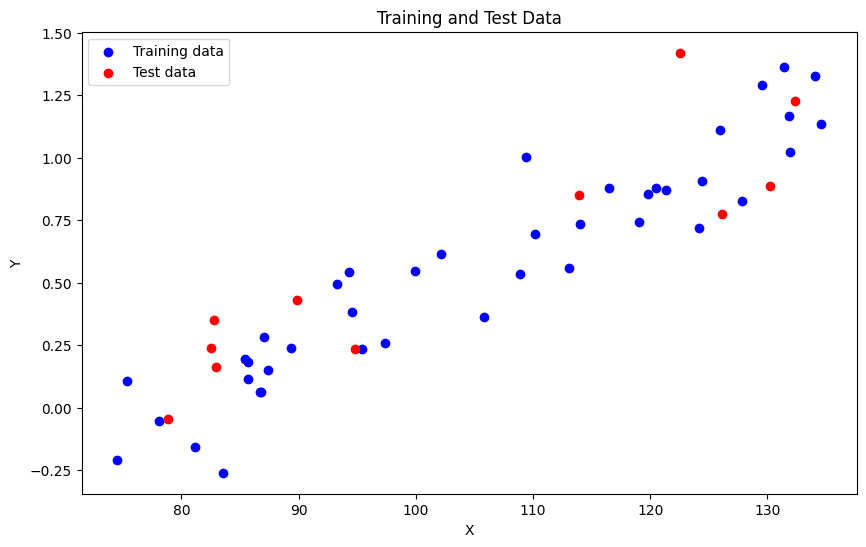 Training and Test Data
Training data
Test data
Y
1.50
1.25
1.00
0.75
0.50
0.25
0.00
−0.25
80 90 100 110 120 130
X